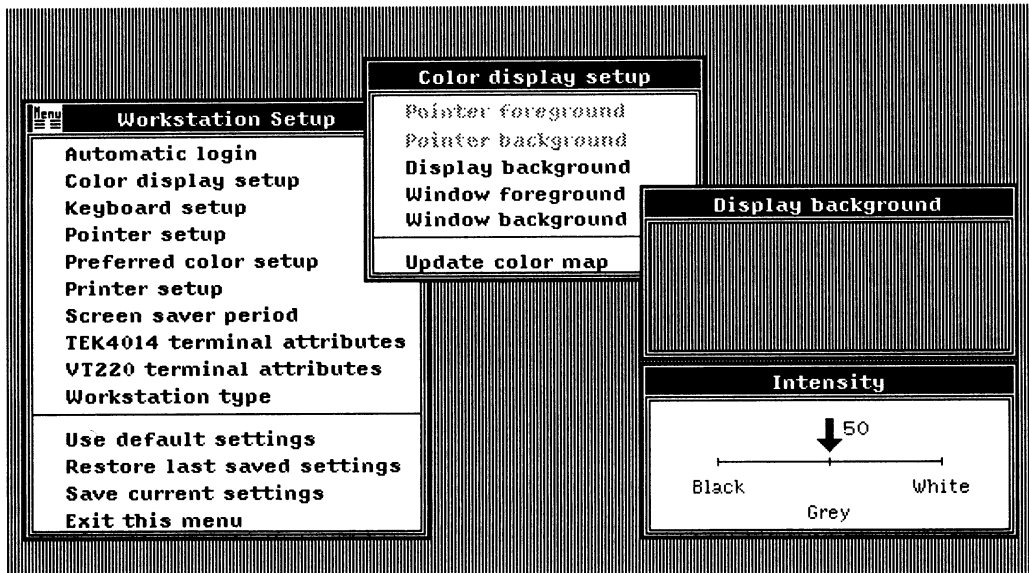 Menu
Workstation Setup
Automatic login
Color display setup
Keyboard setup
Pointer setup
Preferred color setup
Printer setup
Screen saver period
TEK4014 terminal attributes
VT220 terminal attributes
Workstation type
Use default settings
Restore last saved settings
Save current settings
Exit this menu
Color display setup
Pointer foreground
Pointer background
Display background
Window foreground
Window background
Update color map
Display background
Intensity
50
Black White
Grey